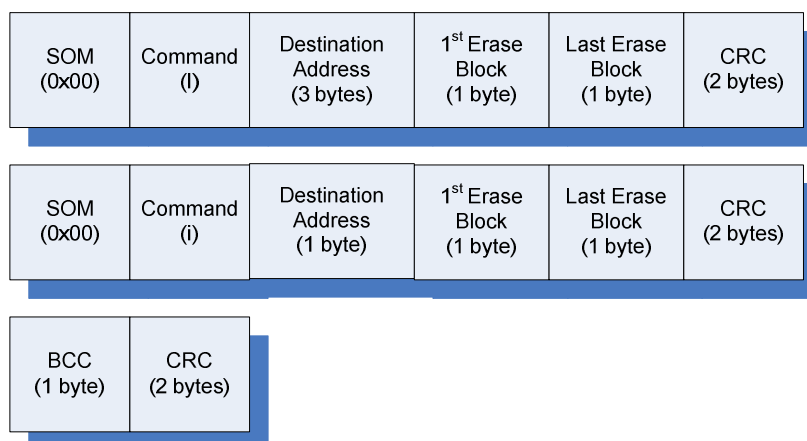 SOM
(0x00)
Command
(I)
Destination
Address
(3 bytes)
1st Erase
Block
(1 byte)
Last Erase
Block
(1 byte)
CRC
(2 bytes)
SOM
(0x00)
Command
(i)
Destination
Address
(1 byte)
1st Erase
Block
(1 byte)
Last Erase
Block
(1 byte)
CRC
(2 bytes)
BCC
(1 byte)
CRC
(2 bytes)